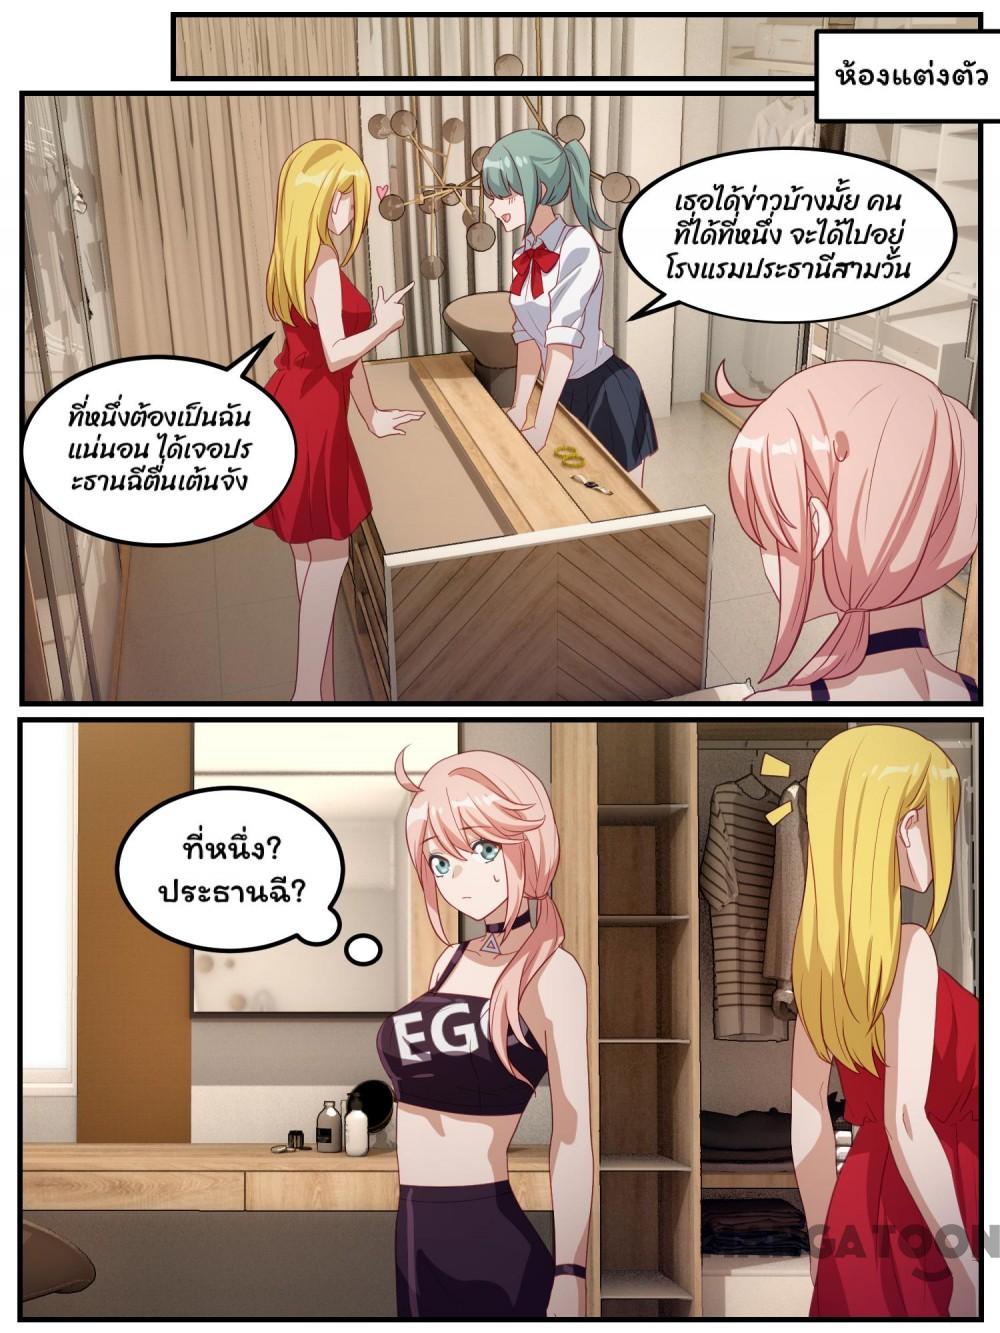 ห้องแต่งตัว
เธอได้ข่าวบ้างมั้ย คน
ที่ได้ที่หนึ่ง จะได้ไปอยู่
โรงแรมประธานีสามวัน
ที่หนึ่งต้องเป็นฉัน
แน่นอน ได้เจอปร
ะธานฉีตื่นเต้นจัง
ที่หนึ่ง?
ประธานฉี?
EGO
MANGATOON